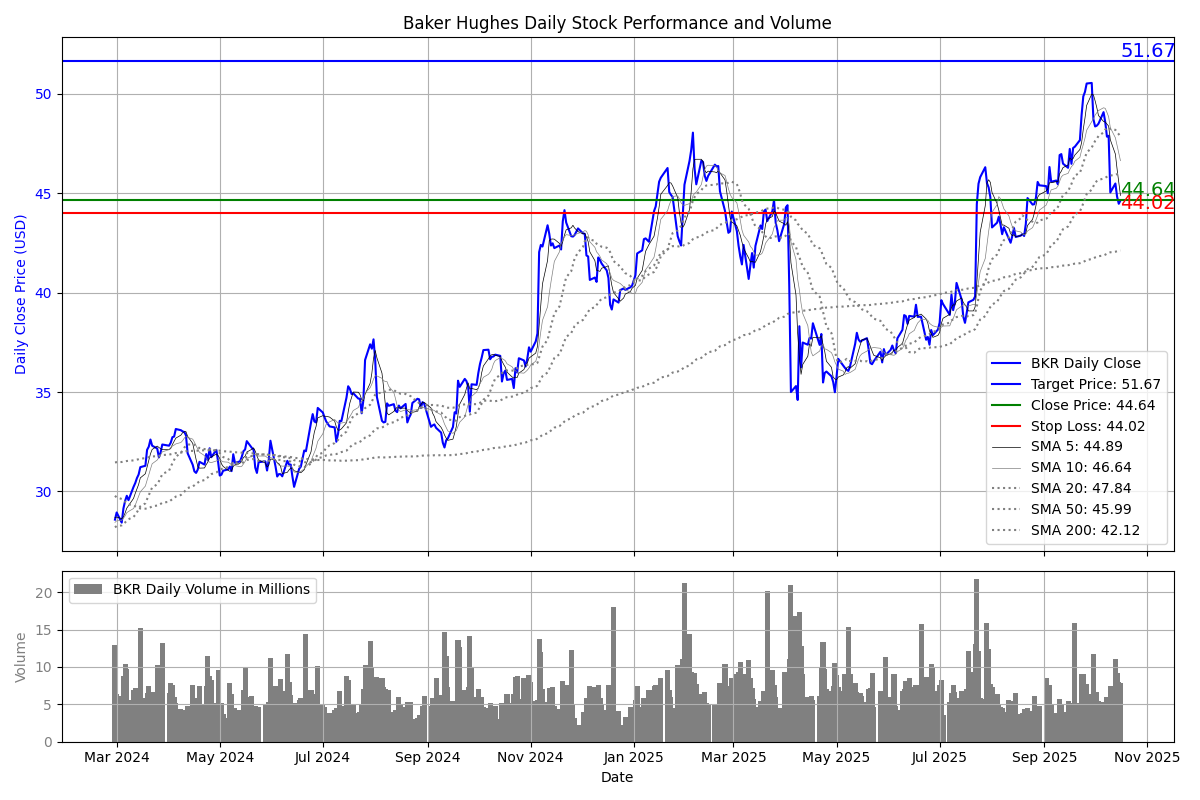 Baker Hughes Daily Stock Performance and Volume
51.67
44.64
44.02
Daily Close Price (USD)
50
45
40
35
30
BKR Daily Close
Target Price: 51.67
Close Price: 44.64
Stop Loss: 44.02
SMA 5: 44.89
SMA 10: 46.64
SMA 20: 47.84
SMA 50: 45.99
SMA 200: 42.12
BKR Daily Volume in Millions
Volume
20
15
10
5
0
Mar 2024 May 2024 Jul 2024 Sep 2024 Nov 2024 Jan 2025 Mar 2025 May 2025 Jul 2025 Sep 2025 Nov 2025
Date